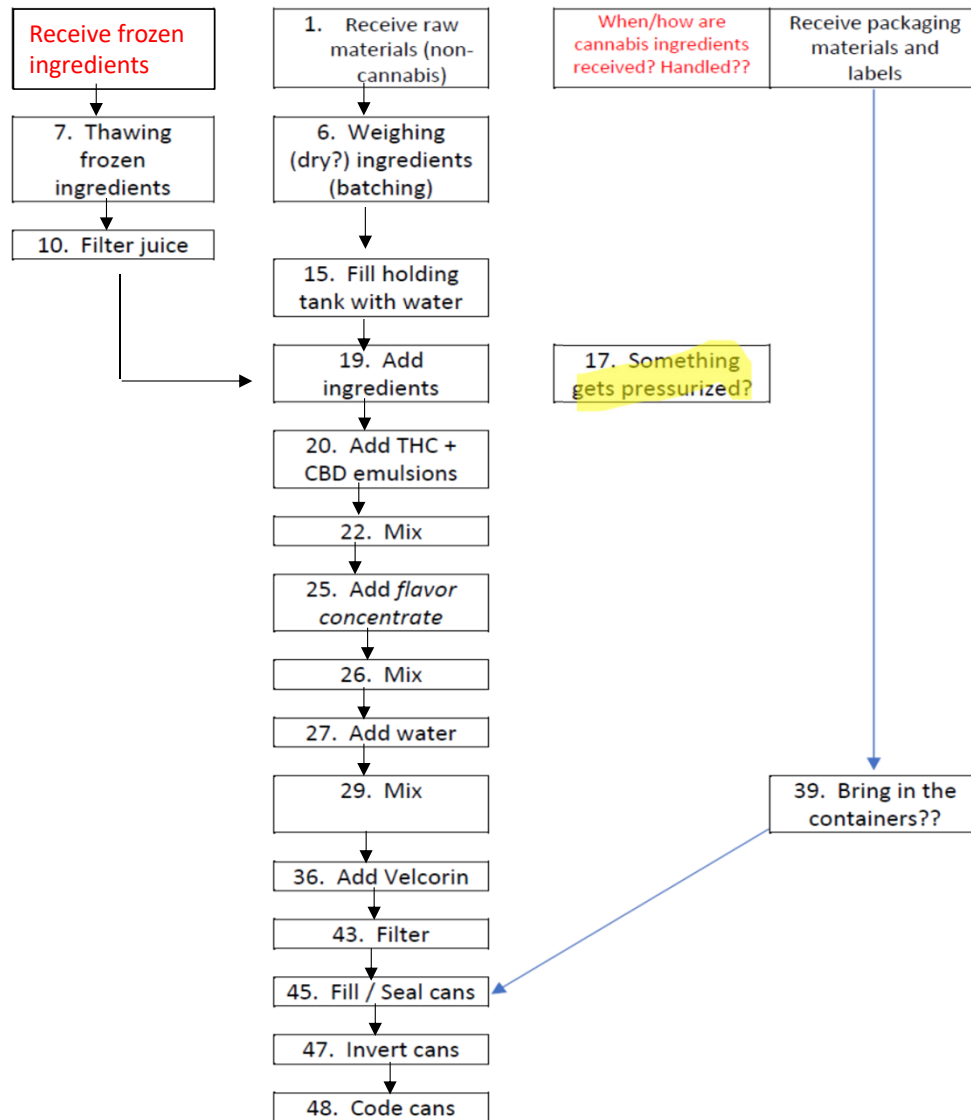 Receive frozen
ingredients
1. Receive raw
materials (non-
cannabis)
When/how are
cannabis ingredients
received? Handled??
Receive packaging
materials and
labels
7. Thawing
frozen
ingredients
6. Weighing
(dry?) ingredients
(batching)
10. Filter juice
15. Fill holding
tank with water
19. Add
ingredients
17. Something
gets pressurized?
20. Add THC +
CBD emulsions
22. Mix
25. Add flavor
concentrate
26. Mix
27. Add water
29. Mix
39. Bring in the
containers??
36. Add Velcorin
43. Filter
45. Fill / Seal cans
47. Invert cans
48. Code cans